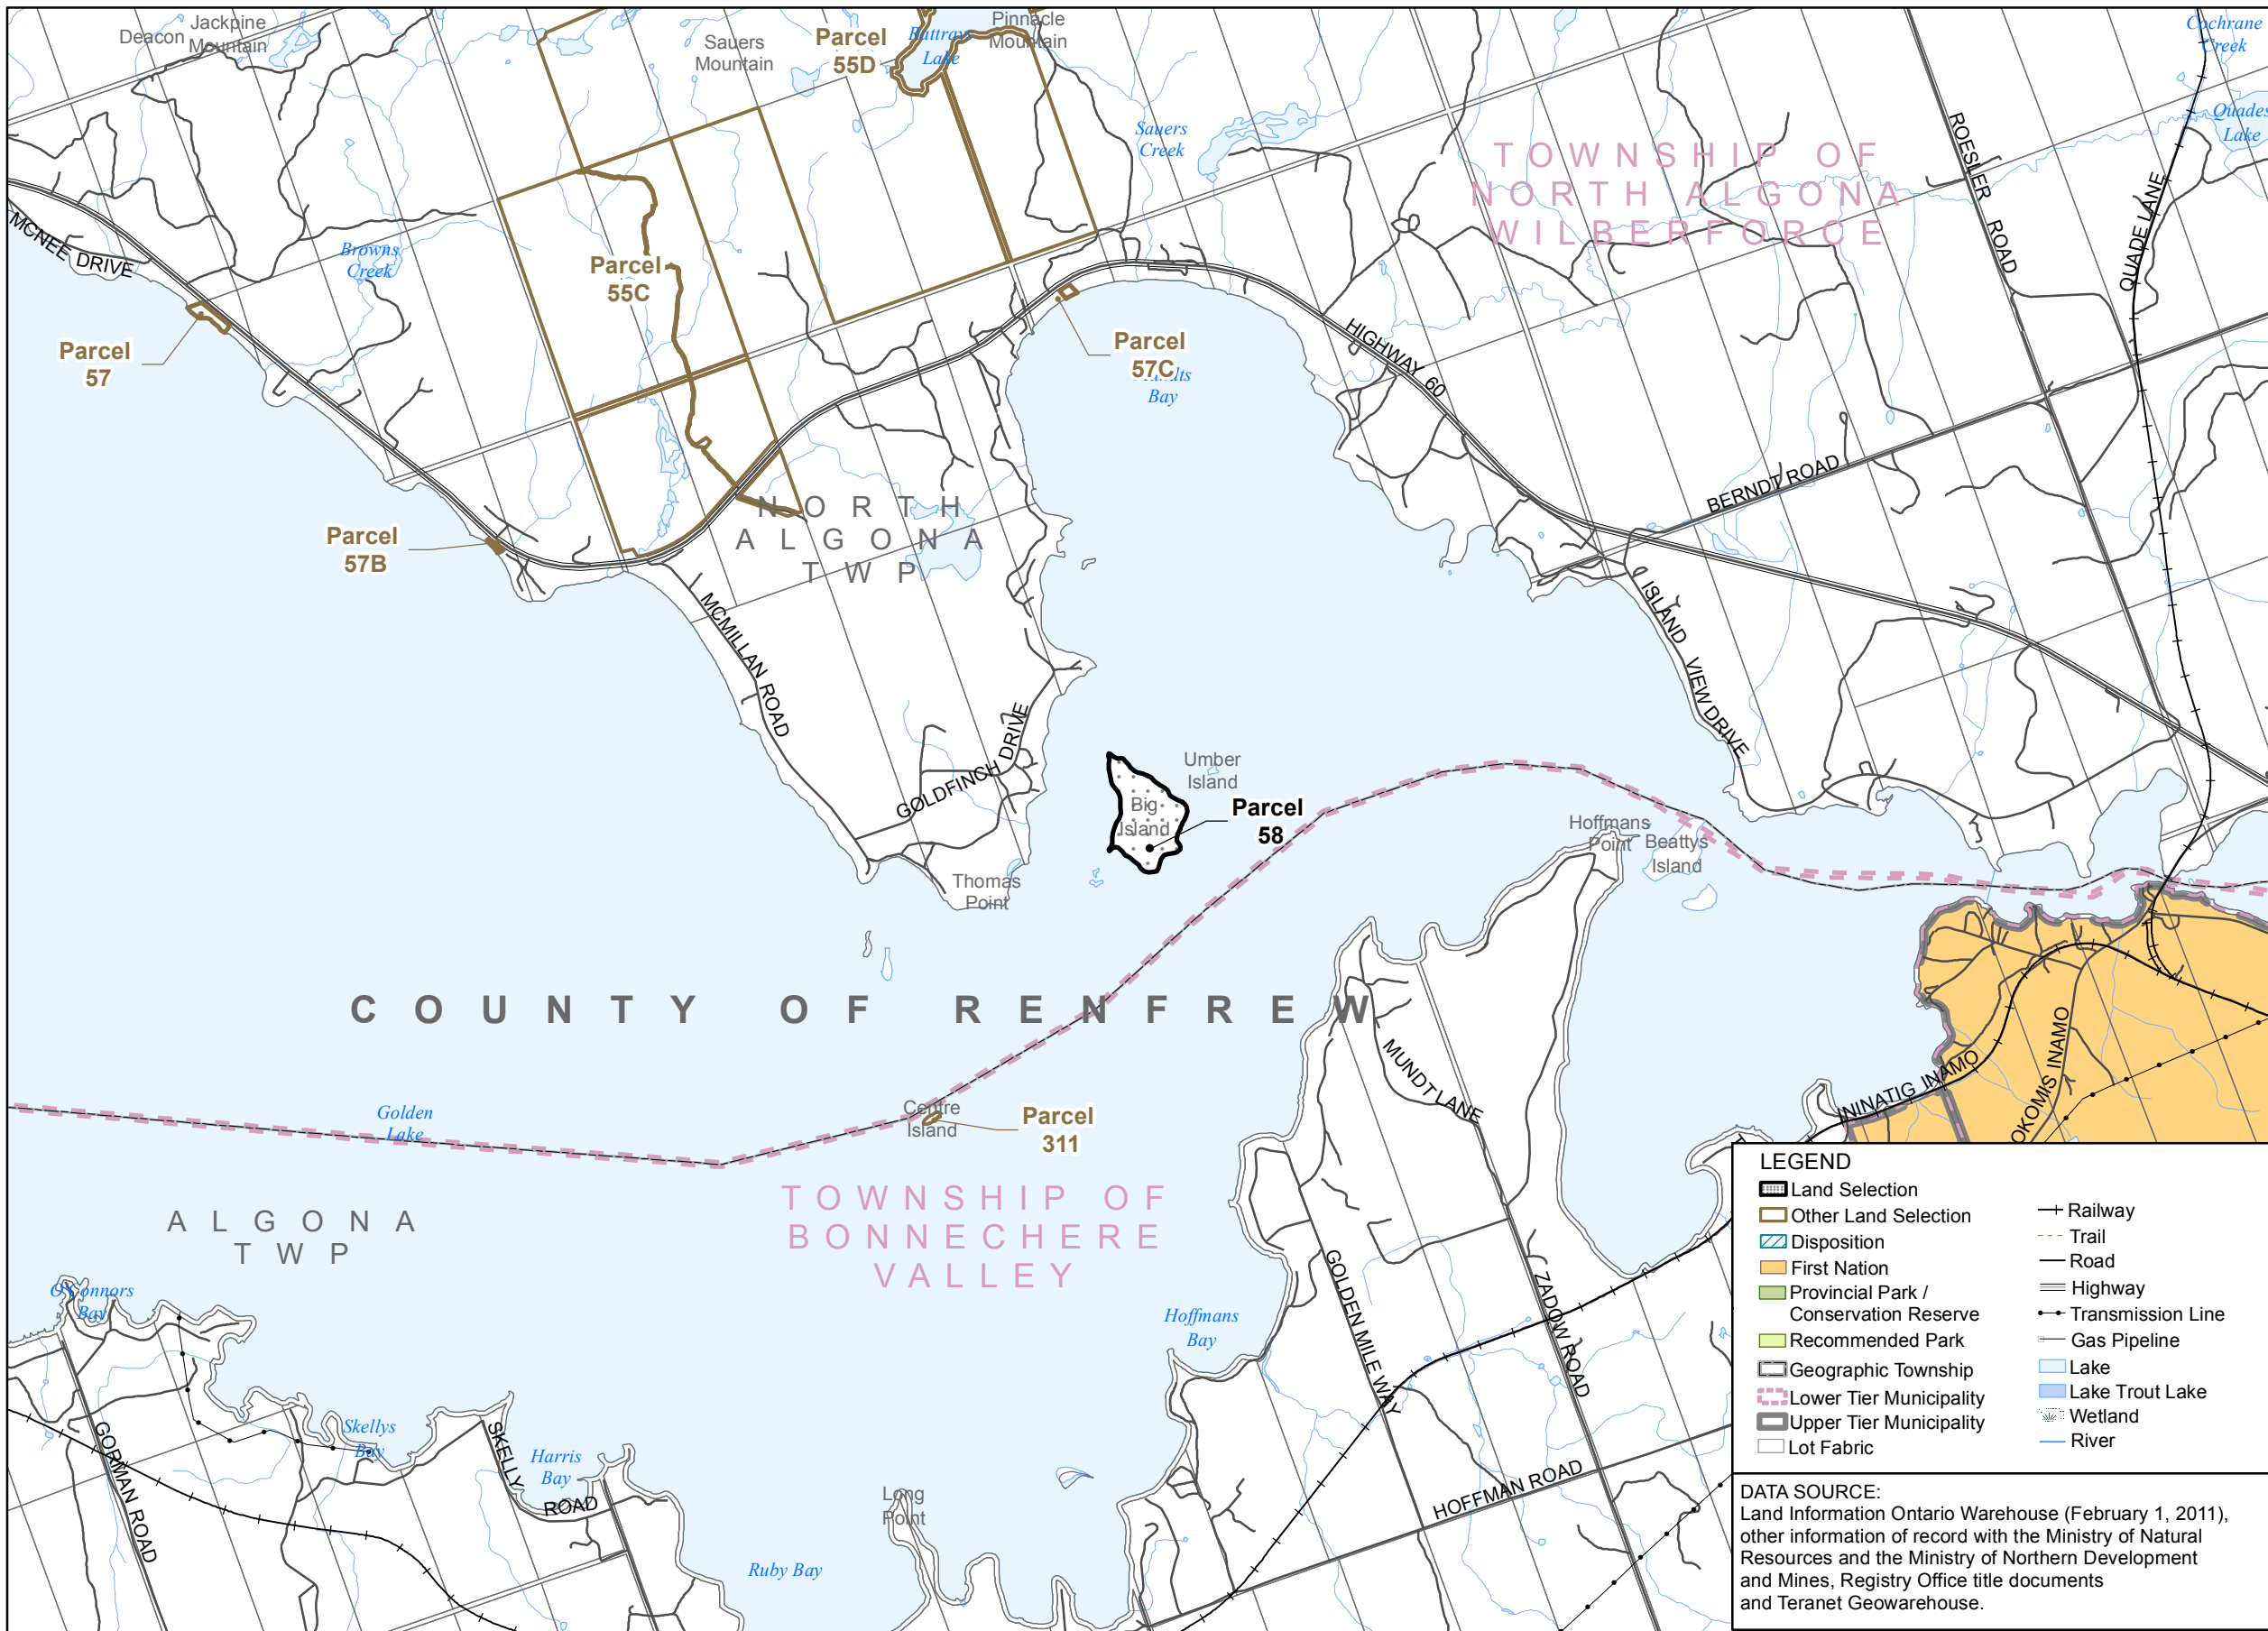 Jackpine
Deacon Mountain
Sauers
Mountain
Parcel
55D
Rattrays
Lake
Pinnacle
Mountain
Cochrane
Creek
Quades
Lake
Sauers
Creek
TOWNSHIP OF
NORTH ALGONA
WILBERFORCE
ROESLER ROAD
QUADE LANE
MCNEE DRIVE
Browns
Creek
Parcel
55C
Parcel
57
Parcel
57C
Bay
HIGHWAY 60
BERNDT ROAD
Parcel
57B
NORTH
ALGONA
TWP
MCMILLAN ROAD
ISLAND VIEW DRIVE
GOLDFINCH DRIVE
Umber
Island
Big
Island
Parcel
58
Hoffmans
Point
Beattys
Island
Thomas
Point
COUNTY OF RENFREW
MUNDT LANE
ININATIG INAMO
OKOMIS INAMO
Golden
Lake
Centre
Island
Parcel
311
TOWNSHIP OF
BONNECHERE
VALLEY
ALGONA
TWP
O'Connors
Bay
Hoffmans
Bay
GOLDEN MILE WAY
ZADOW ROAD
GORMAN ROAD
Skellys
Bay
SKELLY ROAD
Harris
Bay
Long
Point
HOFFMAN ROAD
Ruby Bay
LEGEND
Land Selection
Other Land Selection
Disposition
First Nation
Provincial Park /
Conservation Reserve
Recommended Park
Geographic Township
Lower Tier Municipality
Upper Tier Municipality
Lot Fabric
Railway
Trail
Road
Highway
Transmission Line
Gas Pipeline
Lake
Lake Trout Lake
Wetland
River
DATA SOURCE:
Land Information Ontario Warehouse (February 1, 2011),
other information of record with the Ministry of Natural
Resources and the Ministry of Northern Development
and Mines, Registry Office title documents
and Teranet Geowarehouse.